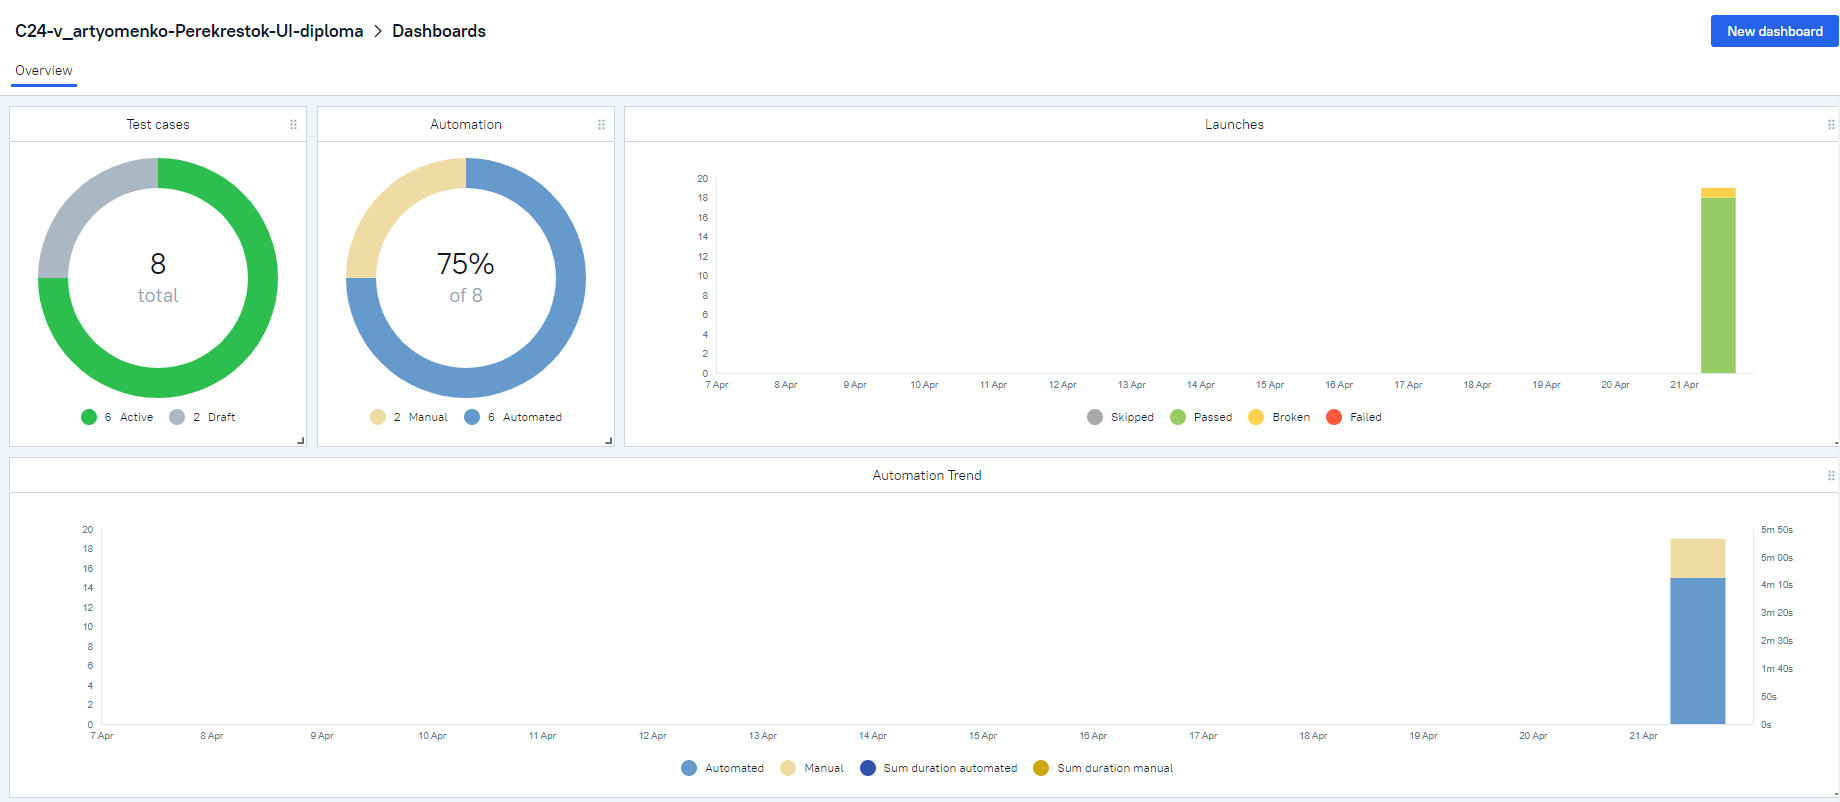 C24-v_artyomenko-Perekrestok-UI-diploma > Dashboards
New dashboard
Overview
Test cases
8
total
6 Active 2 Draft
Automation
75%
of 8
2 Manual 6 Automated
Launches
20
18
16
14
12
10
8
6
4
2
0
7 Apr 8 Apr 9 Apr 10 Apr 11 Apr 12 Apr 13 Apr 14 Apr 15 Apr 16 Apr 17 Apr 18 Apr 19 Apr 20 Apr 21 Apr
Skipped Passed Broken Failed
Automation Trend
20
18
16
14
12
10
8
6
4
2
0
5m 50s
5m 00s
4m 10s
3m 20s
2m 30s
1m 40s
50s
0s
7 Apr 8 Apr 9 Apr 10 Apr 11 Apr 12 Apr 13 Apr 14 Apr 15 Apr 16 Apr 17 Apr 18 Apr 19 Apr 20 Apr 21 Apr
Automated Manual Sum duration automated Sum duration manual